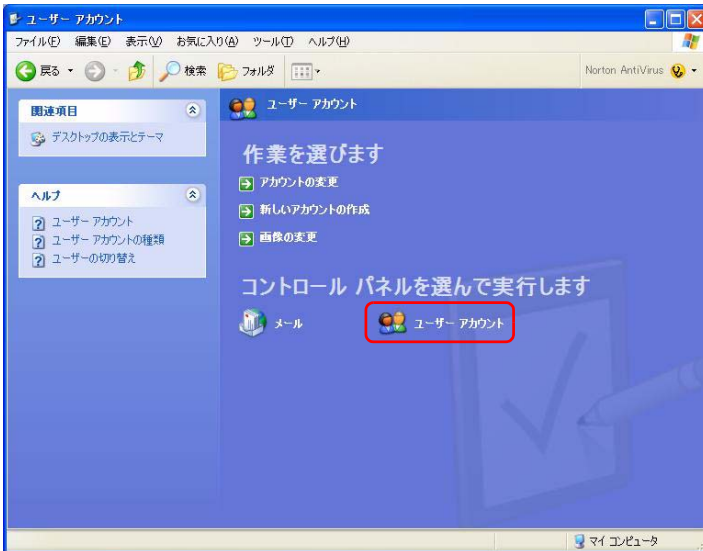 ユーザー アカウント
ファイル(F) 編集(E) 表示(V) お気に入り(A) ツール(T) ヘルプ(H)
戻る 検索 フォルダ Norton AntiVirus
関連項目
デスクトップの表示とテーマ
ヘルプ
ユーザー アカウント
ユーザー アカウントの種類
ユーザーの切り替え
ユーザー アカウント
作業を選びます
アカウントの変更
新しいアカウントの作成
画像の変更
コントロール パネルを選んで実行します
メール ユーザー アカウント
マイ コンピュータ